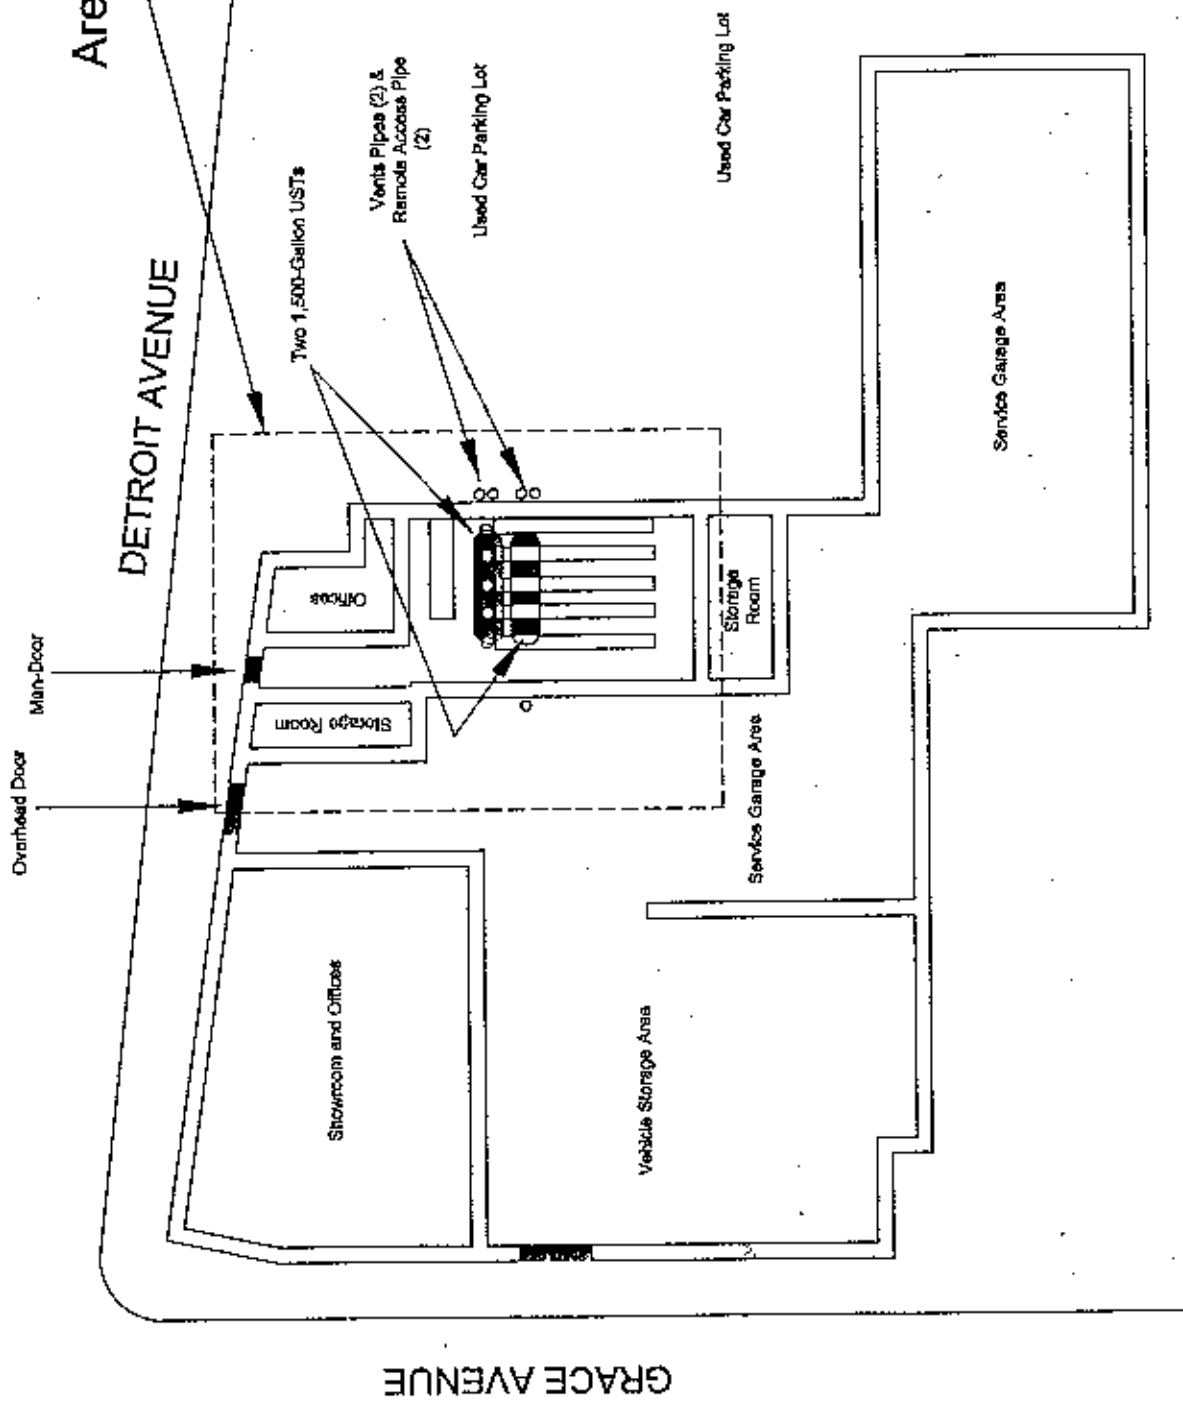 Are
DETROIT AVENUE
Man-Door
Overhead Door
Two 1,500-Gallon USTs
Vents Pipes (2) &
Remote Access Pipe
(2)
Used Car Parking Lot
Used Car Parking Lot
Offices
Storage Room
Storage
Room
Service Garage Area
Service Garage Area
Showroom and Offices
Vehicle Storage Area
GRACE AVENUE